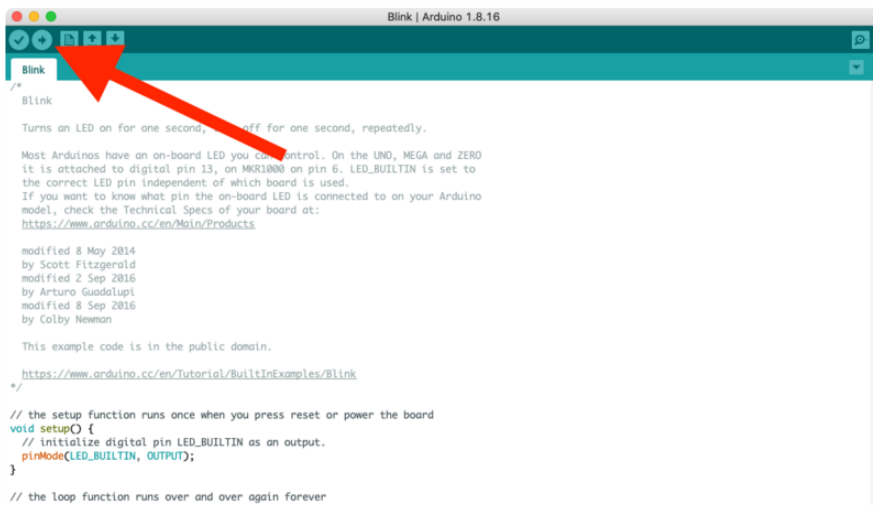 Blink | Arduino 1.8.16
Blink
/*
Blink
Turns an LED on for one second, off for one second, repeatedly.
Most Arduinos have an on-board LED you can control. On the UNO, MEGA and ZERO
it is attached to digital pin 13, on MKR1000 on pin 6. LED_BUILTIN is set to
the correct LED pin independent of which board is used.
If you want to know what pin the on-board LED is connected to on your Arduino
model, check the Technical Specs of your board at:
https://www.arduino.cc/en/Main/Products
modified 8 May 2014
by Scott Fitzgerald
modified 2 Sep 2016
by Arturo Guadalupi
modified 8 Sep 2016
by Colby Newman
This example code is in the public domain.
https://www.arduino.cc/en/Tutorial/BuiltInExamples/Blink
*/
// the setup function runs once when you press reset or power the board
void setup() {
// initialize digital pin LED_BUILTIN as an output.
pinMode(LED_BUILTIN, OUTPUT);
}
// the loop function runs over and over again forever